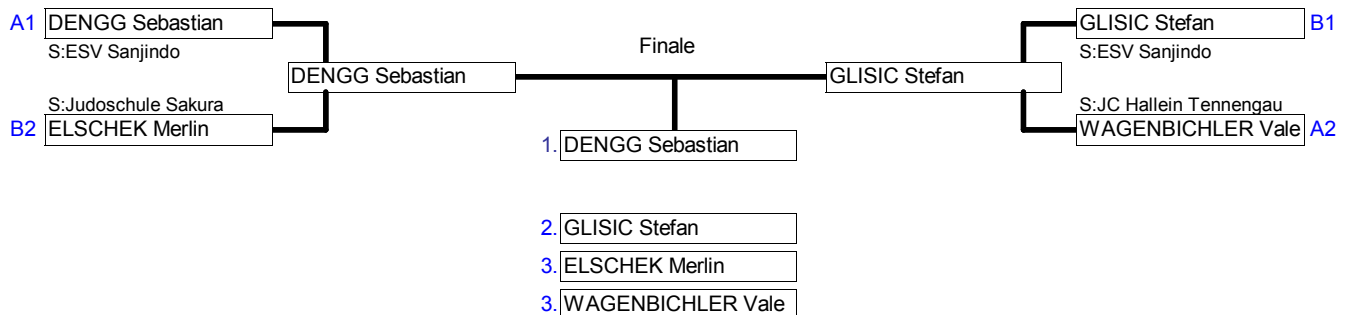 A1 DENGG Sebastian
S:ESV Sanjindo
DENGG Sebastian
S:Judoschule Sakura
B2 ELSCHEK Merlin
Finale
GLISIC Stefan B1
S:ESV Sanjindo
GLISIC Stefan
S:JC Hallein Tennengau
WAGENBICHLER Vale A2
1. DENGG Sebastian
2. GLISIC Stefan
3. ELSCHEK Merlin
3. WAGENBICHLER Vale